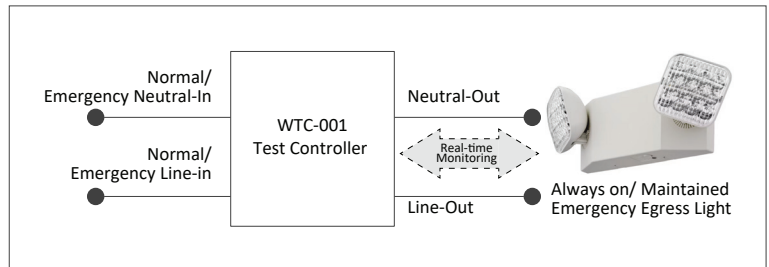 Normal/
Emergency Neutral-In
Normal/
Emergency Line-in
WTC-001
Test Controller
Neutral-Out
Real-time
Monitoring
Line-Out
Always on/ Maintained
Emergency Egress Light